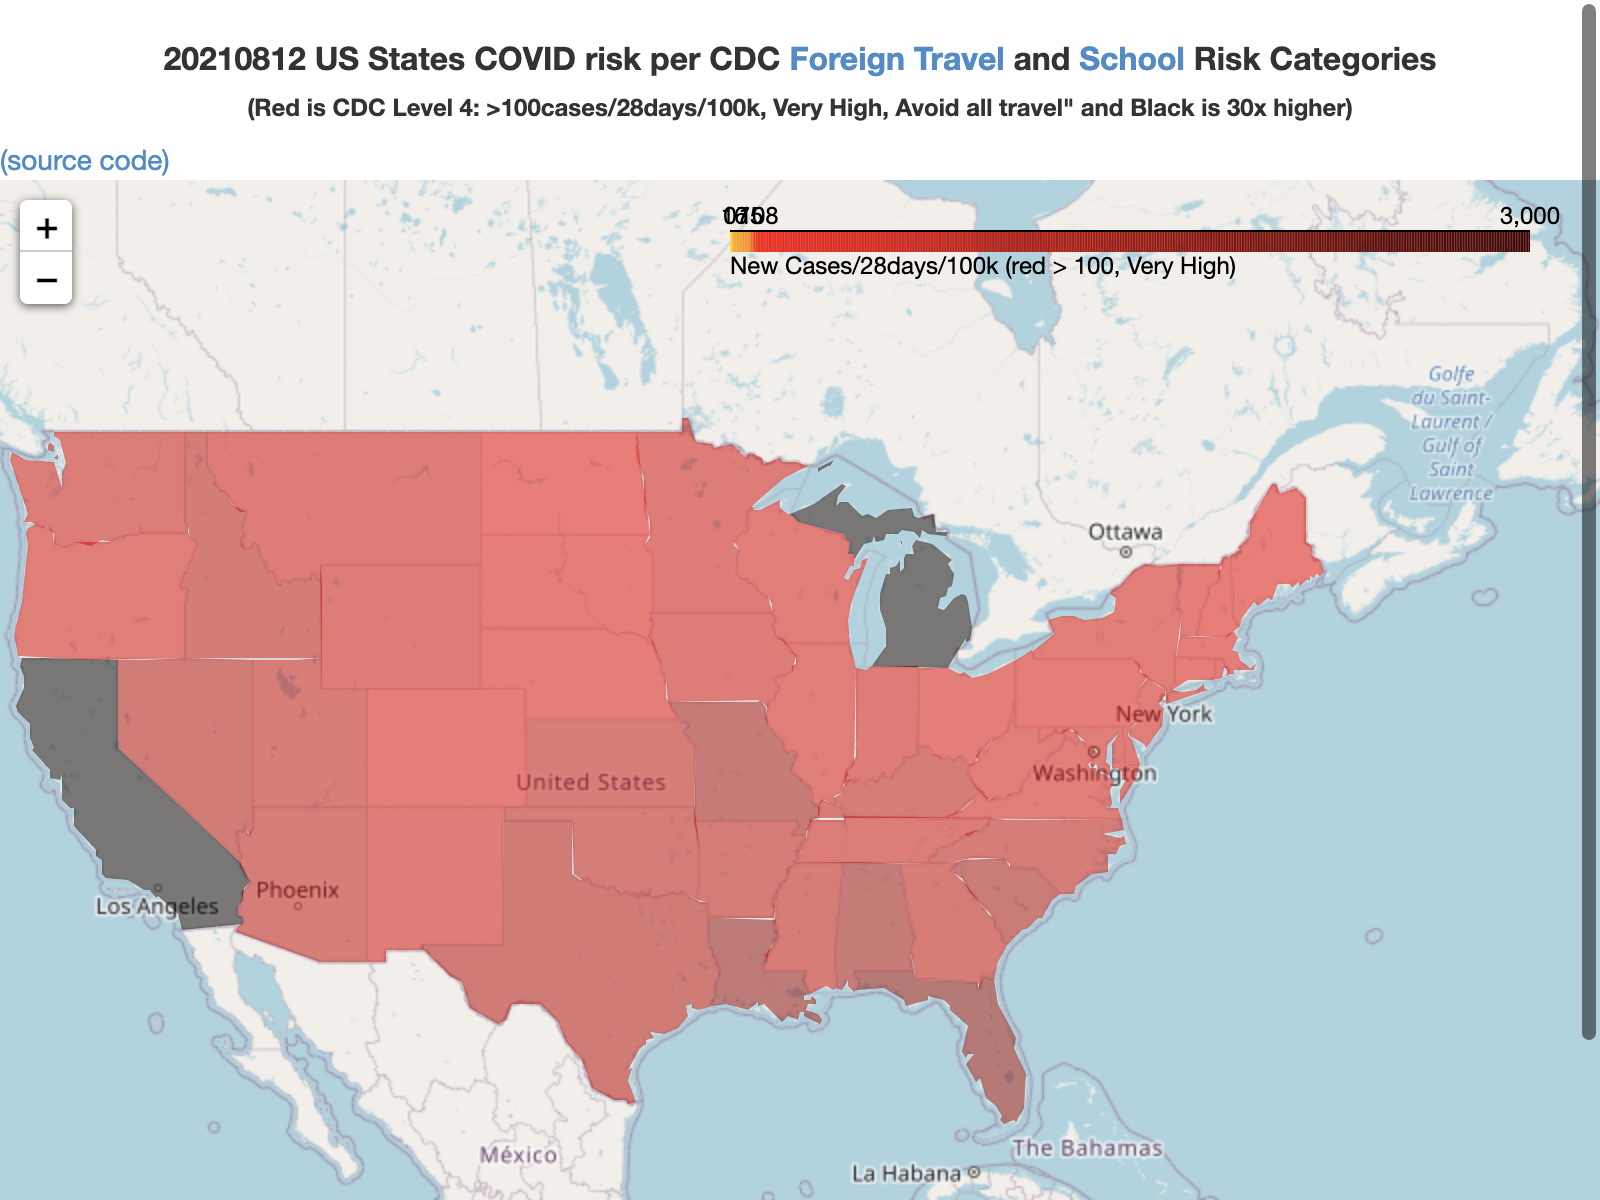 20210812 US States COVID risk per CDC Foreign Travel and School Risk Categories
(Red is CDC Level 4: >100cases/28days/100k, Very High, Avoid all travel" and Black is 30x higher)
(source code)
+
−
3,000
New Cases/28days/100k (red > 100, Very High)
Golfe
du Saint-
Laurent /
Gulf of
Saint
Lawrence
Ottawa
New York
Washington
United States
Phoenix
Los Angeles
The Bahamas
México
La Habana